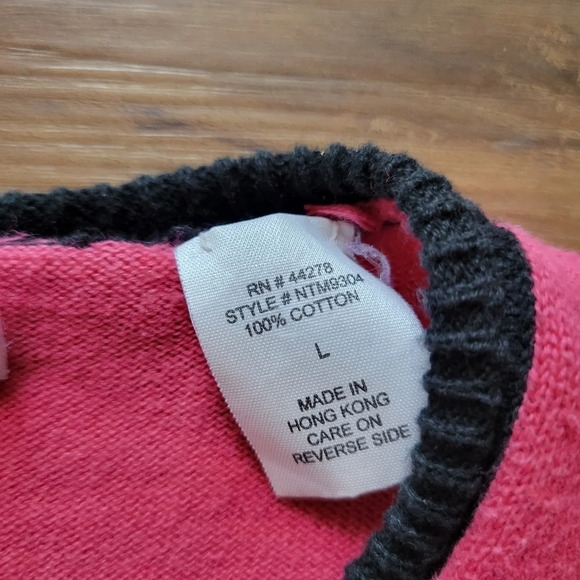 RN # 44278
STYLE # NTM9304
100% COTTON
L
MADE IN
HONG KONG
CARE ON
REVERSE SIDE